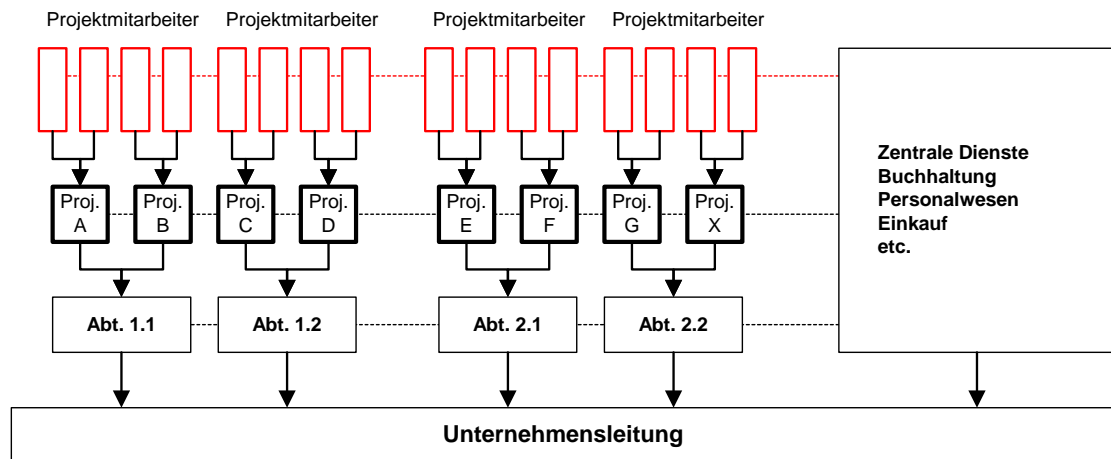 Projektmitarbeiter Projektmitarbeiter Projektmitarbeiter Projektmitarbeiter
Zentrale Dienste
Buchhaltung
Personalwesen
Einkauf
etc.
Proj. A
Proj. B
Proj. C
Proj. D
Proj. E
Proj. F
Proj. G
Proj. X
Abt. 1.1 Abt. 1.2 Abt. 2.1 Abt. 2.2
Unternehmensleitung